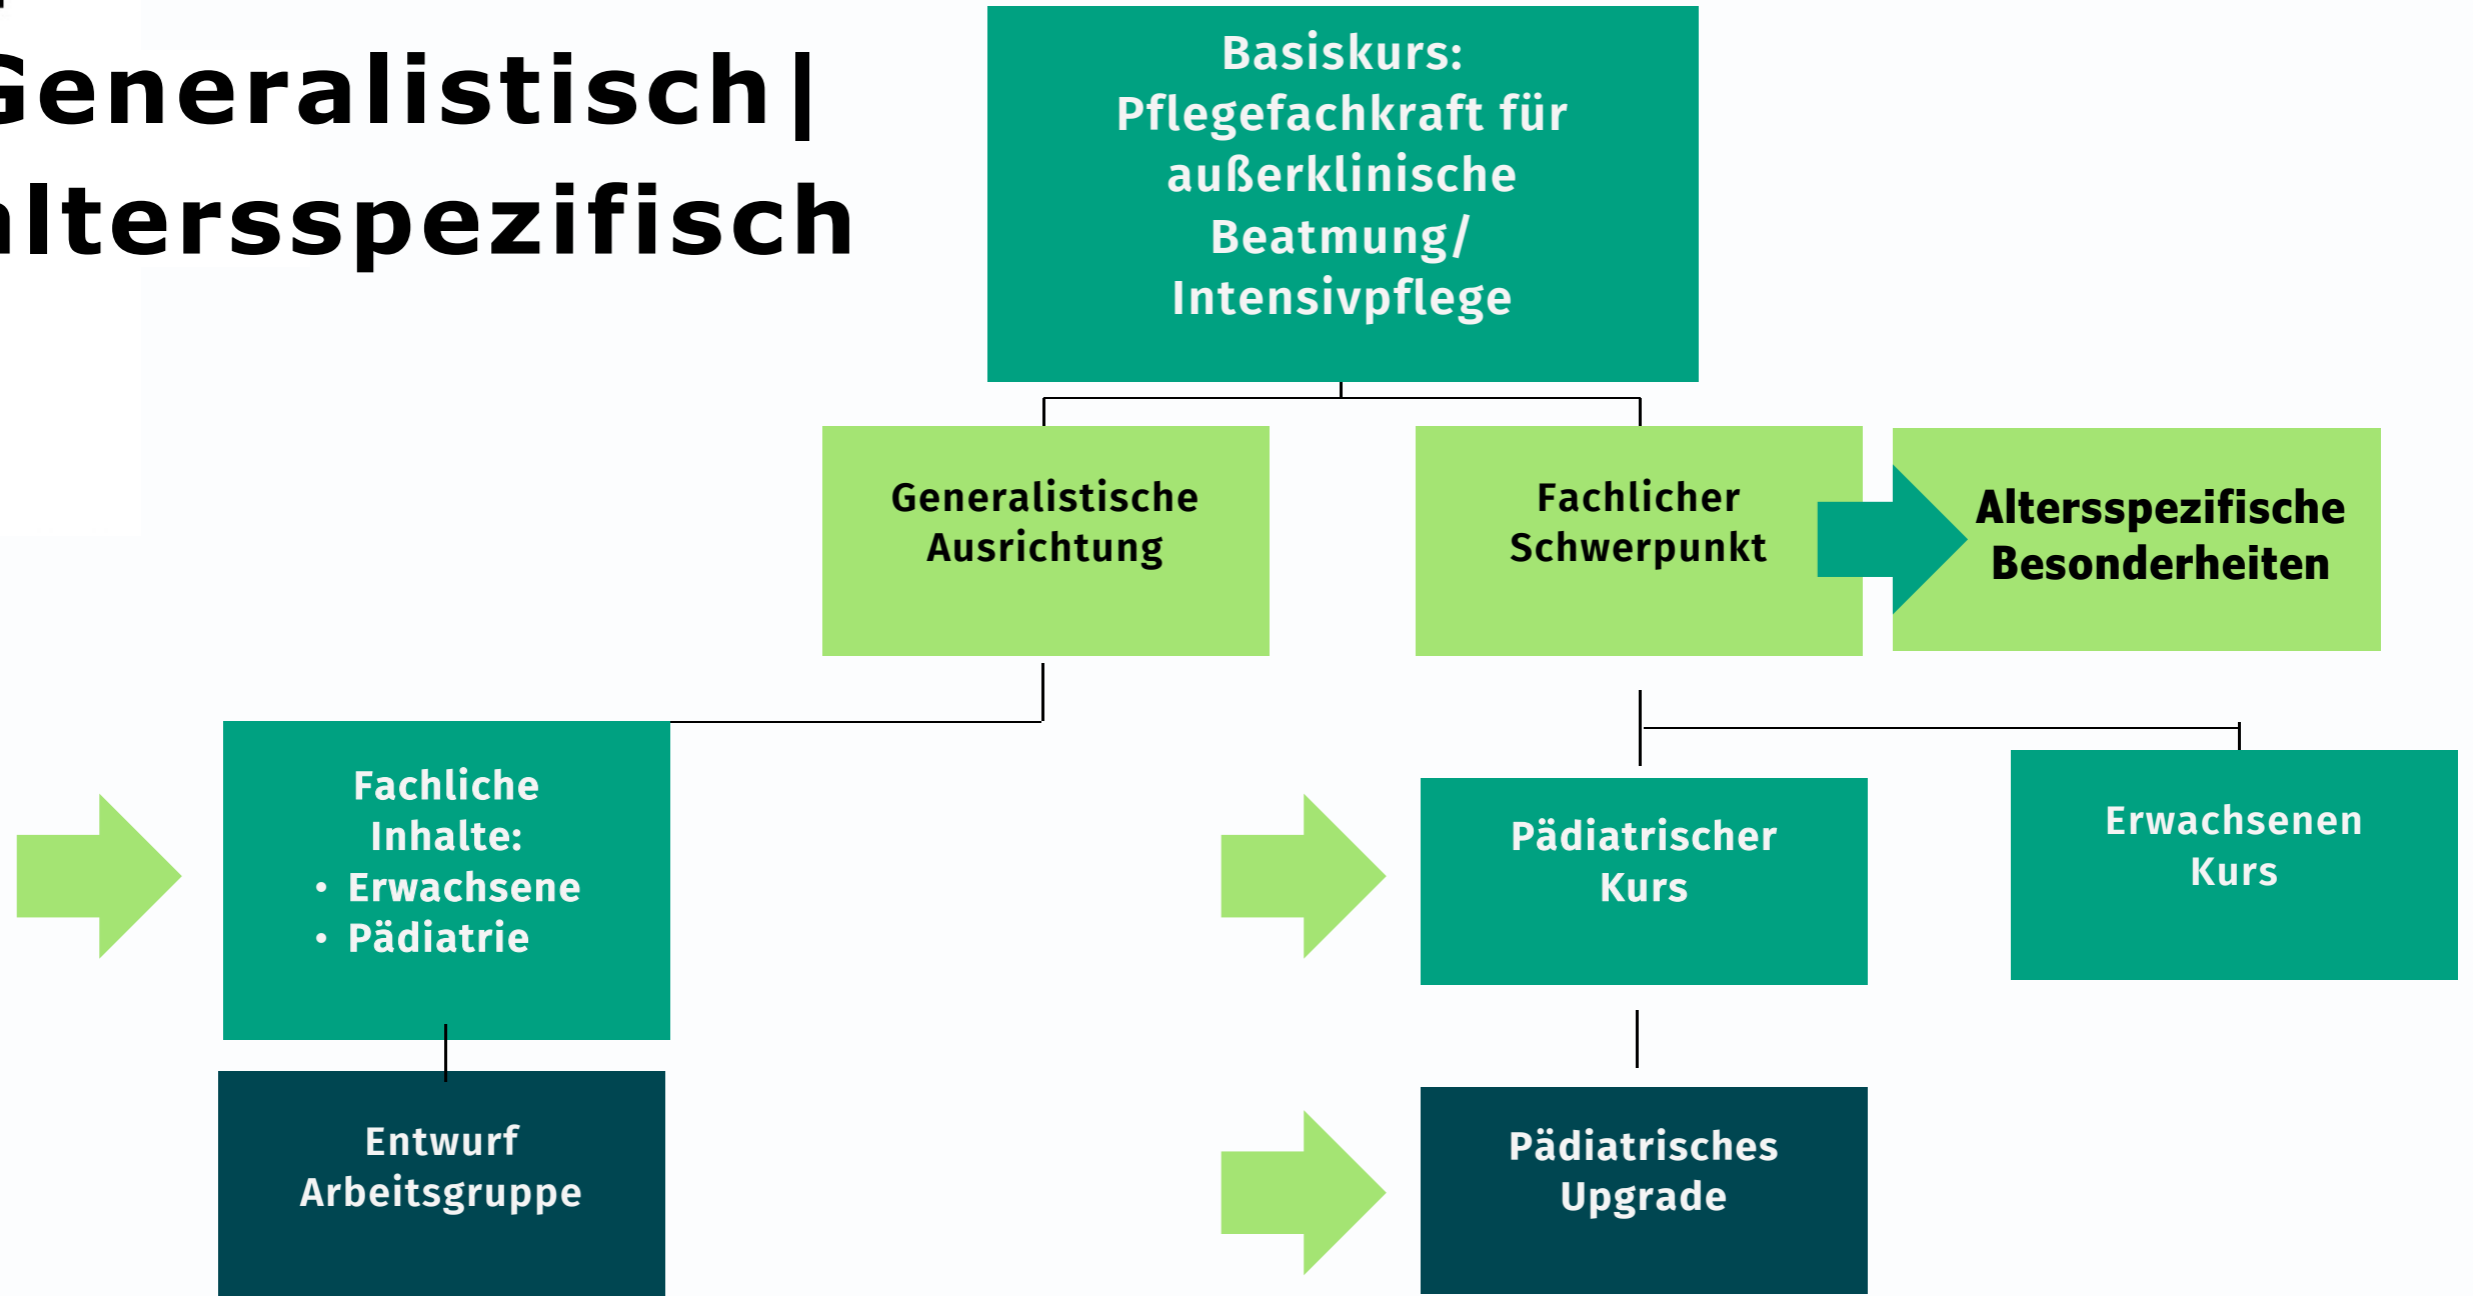 Generalistisch|
altersspezifisch
Basiskurs:
Pflegefachkraft für
außerklinische
Beatmung/
Intensivpflege
Generalistische
Ausrichtung
Fachlicher
Schwerpunkt
Altersspezifische
Besonderheiten
Fachliche
Inhalte:
• Erwachsene
• Pädiatrie
Pädiatrischer
Kurs
Erwachsenen
Kurs
Entwurf
Arbeitsgruppe
Pädiatrisches
Upgrade